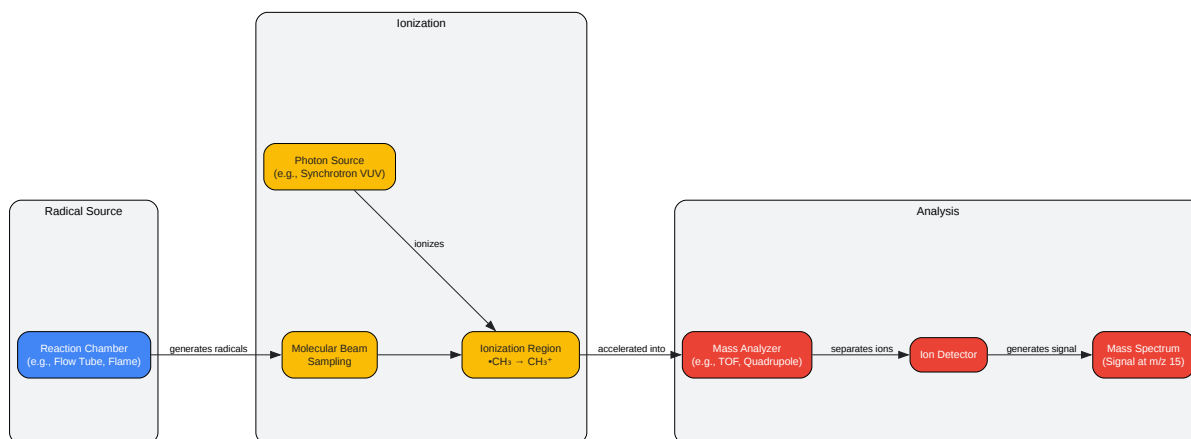 Ionization
Photon Source
(e.g., Synchrotron VUV)
Radical Source
Analysis
ionizes
Reaction Chamber
(e.g., Flow Tube, Flame)
generates radicals
Molecular Beam
Sampling
Ionization Region
•CH₃ → CH₃⁺
accelerated into
Mass Analyzer
(e.g., TOF, Quadrupole)
separates ions
Ion Detector
generates signal
Mass Spectrum
(Signal at m/z 15)